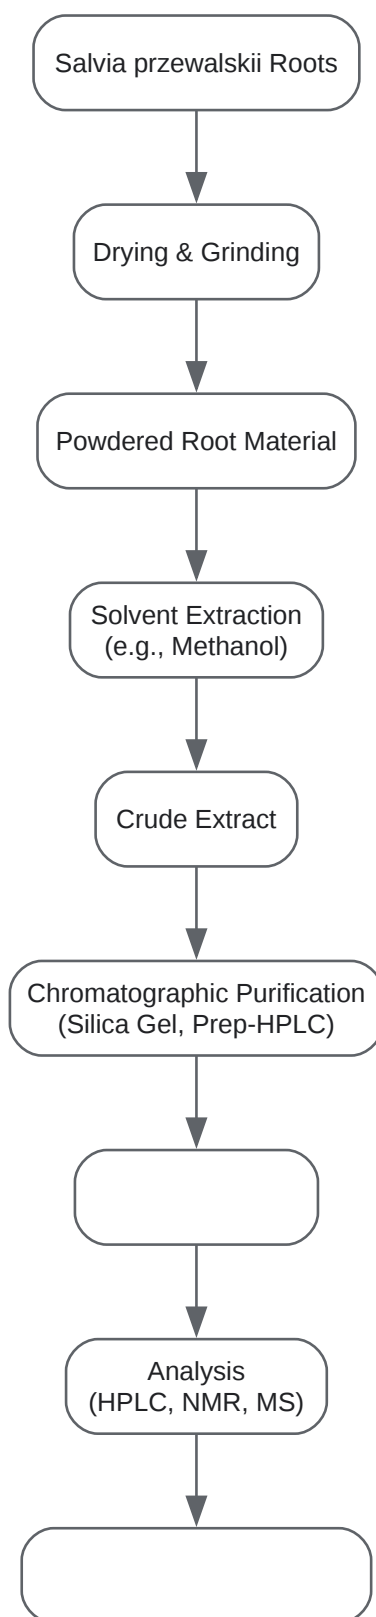 Salvia przewalskii Roots
Drying & Grinding
Powdered Root Material
Solvent Extraction
(e.g., Methanol)
Crude Extract
Chromatographic Purification
(Silica Gel, Prep-HPLC)
Analysis
(HPLC, NMR, MS)